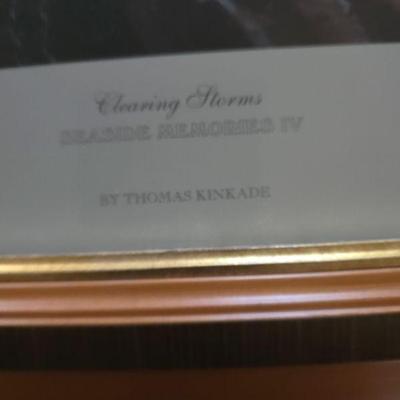 Clearing Storms
SEASIDE MEMORIES IV
BY THOMAS KINKADE